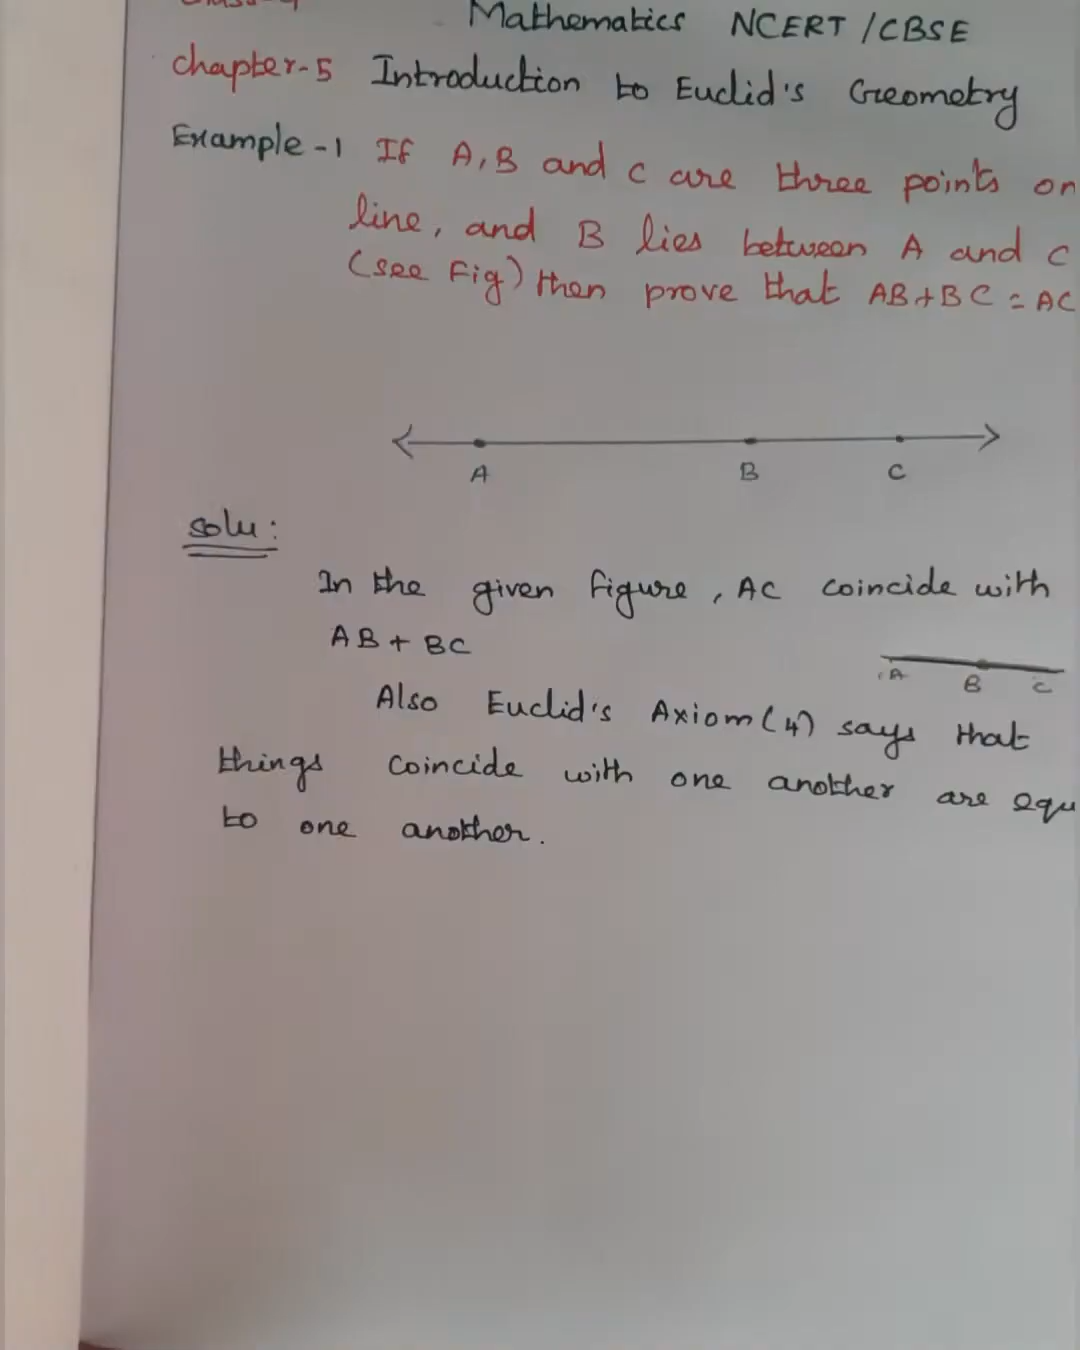 Mathematics NCERT / CBSE
Chapter-5 Introduction to Euclid's Geometry
Example-1 If A, B and C are three points on
line, and B lies between A and C
(see Fig) then prove that AB+BC = AC
A B C
Solu:
In the given figure, AC coincide with
AB + BC
A B C
Also Euclid's Axiom (4) says that
things coincide with one another are
to one another.